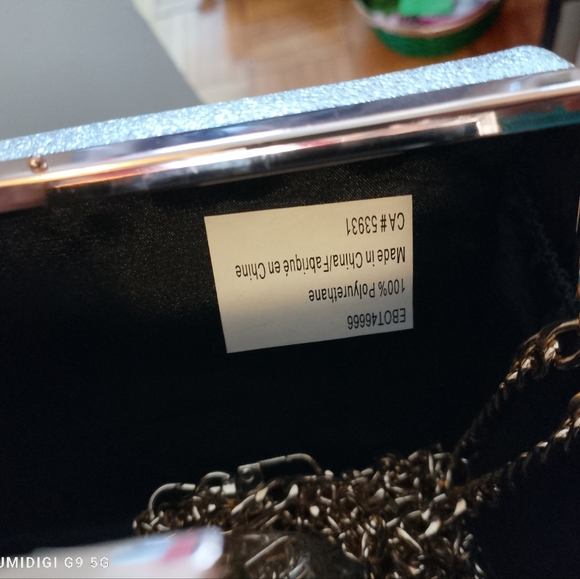 EBOT46666
100% Polyurethane
Made in China/Fabriqué en Chine
CA# 53931
UMIDIGI G9 5G